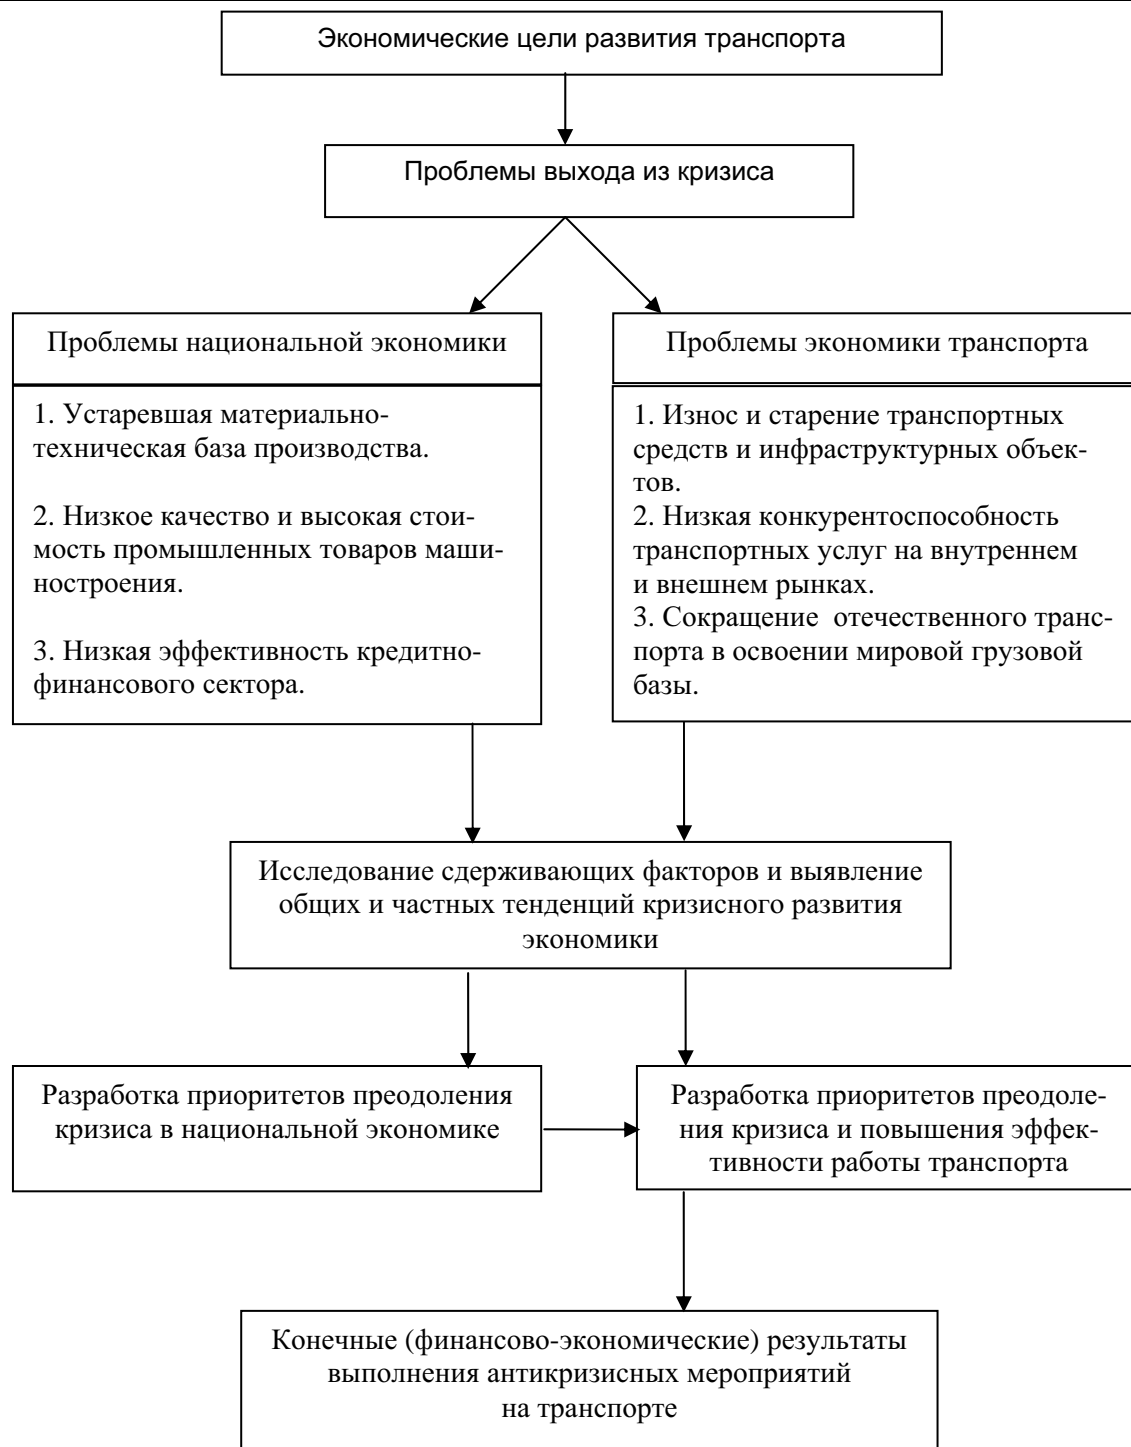 Экономические цели развития транспорта
Проблемы выхода из кризиса
Проблемы национальной экономики
1. Устаревшая материально-
техническая база производства.
2. Низкое качество и высокая стои-
мость промышленных товаров маши-
ностроения.
3. Низкая эффективность кредитно-
финансового сектора.
Проблемы экономики транспорта
1. Износ и старение транспортных
средств и инфраструктурных объек-
тов.
2. Низкая конкурентоспособность
транспортных услуг на внутреннем
и внешнем рынках.
3. Сокращение отечественного транс-
порта в освоении мировой грузовой
базы.
Исследование сдерживающих факторов и выявление
общих и частных тенденций кризисного развития
экономики
Разработка приоритетов преодоления
кризиса в национальной экономике
Разработка приоритетов преодоле-
ния кризиса и повышения эффек-
тивности работы транспорта
Конечные (финансово-экономические) результаты
выполнения антикризисных мероприятий
на транспорте